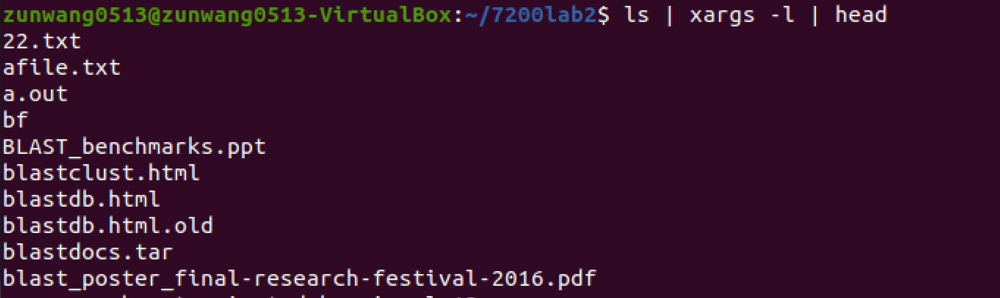 zunwang0513@zunwang0513-VirtualBox:~/7200lab2$ ls | xargs -l | head
22.txt
afile.txt
a.out
bf
BLAST_benchmarks.ppt
blastclust.html
blastdb.html
blastdb.html.old
blastdocs.tar
blast_poster_final-research-festival-2016.pdf